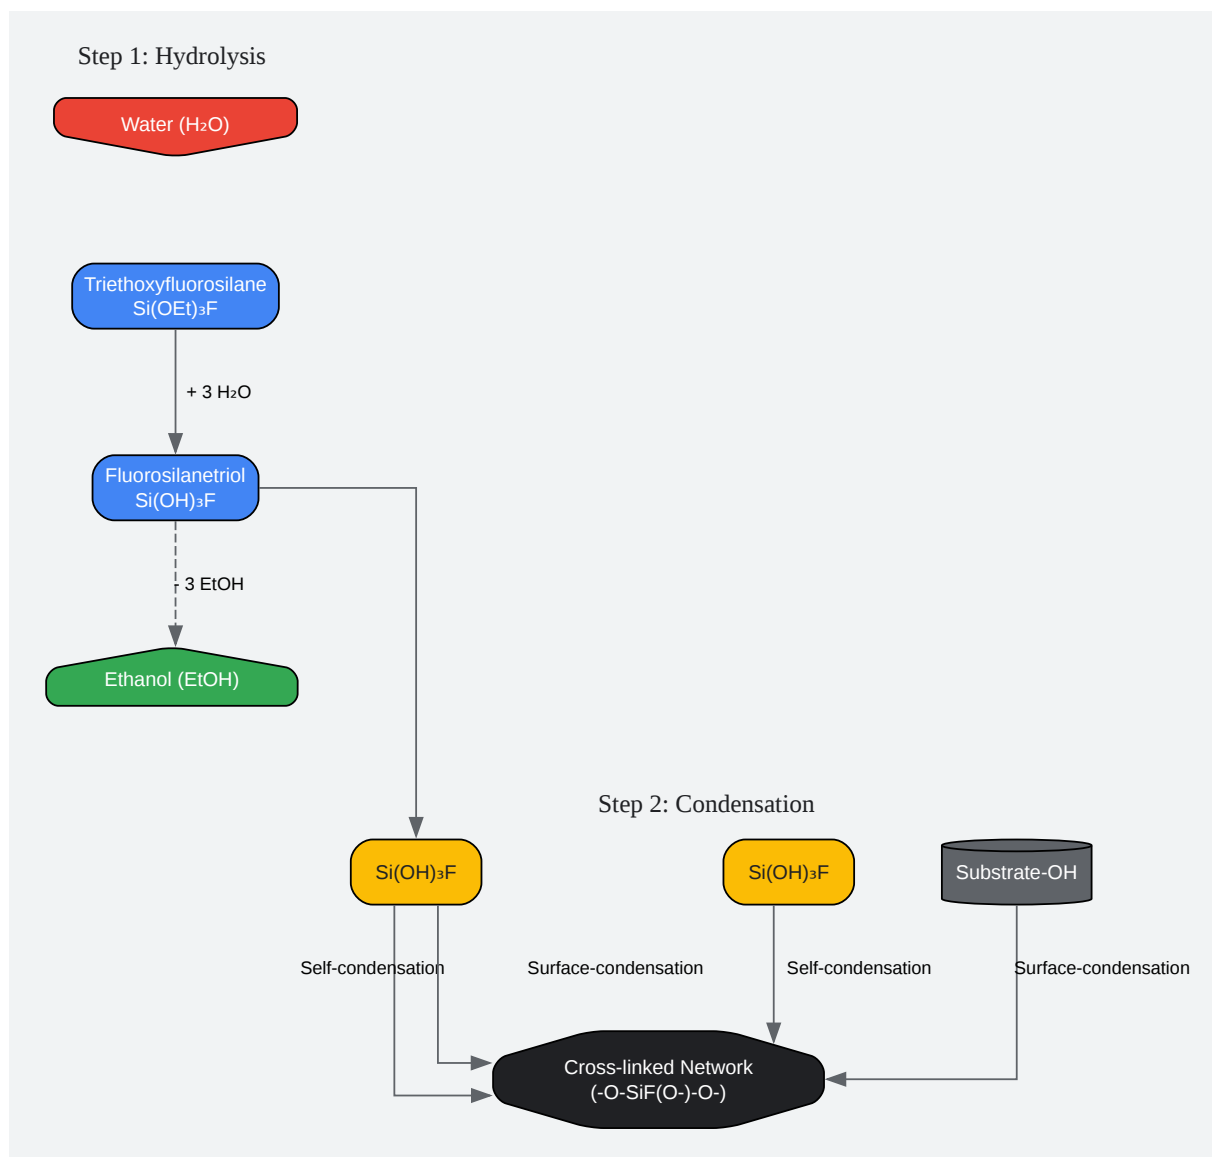 Step 1: Hydrolysis
Water (H₂O)
Triethoxyfluorosilane
Si(OEt)₃F
+ 3 H₂O
Fluorosilanetriol
Si(OH)₃F
- 3 EtOH
Ethanol (EtOH)
Step 2: Condensation
Si(OH)₃F
Si(OH)₃F
Substrate-OH
Self-condensation
Surface-condensation
Self-condensation
Surface-condensation
Cross-linked Network
(-O-SiF(O-)-O-)